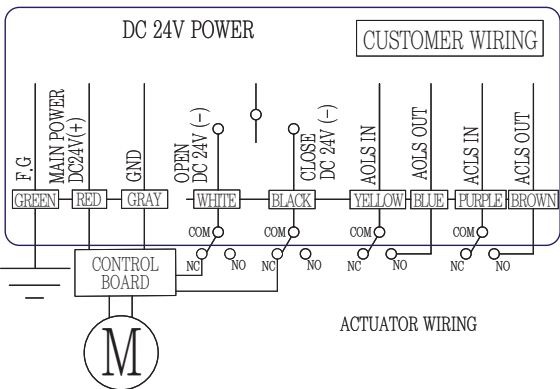 DC 24V POWER
CUSTOMER WIRING
F.G
MAIN POWER
DC24V(+)
GND
OPEN
DC 24V (-)
CLOSE
DC 24V (-)
AOLS IN
AOLS OUT
ACLS IN
ACLS OUT
GREEN
RED
GRAY
WHITE
BLACK
YELLOW
BLUE
PURPLE
BROWN
COM
COM
COM
COM
NC
NO
NC
NO
NC
NO
NC
NO
CONTROL
BOARD
M
ACTUATOR WIRING